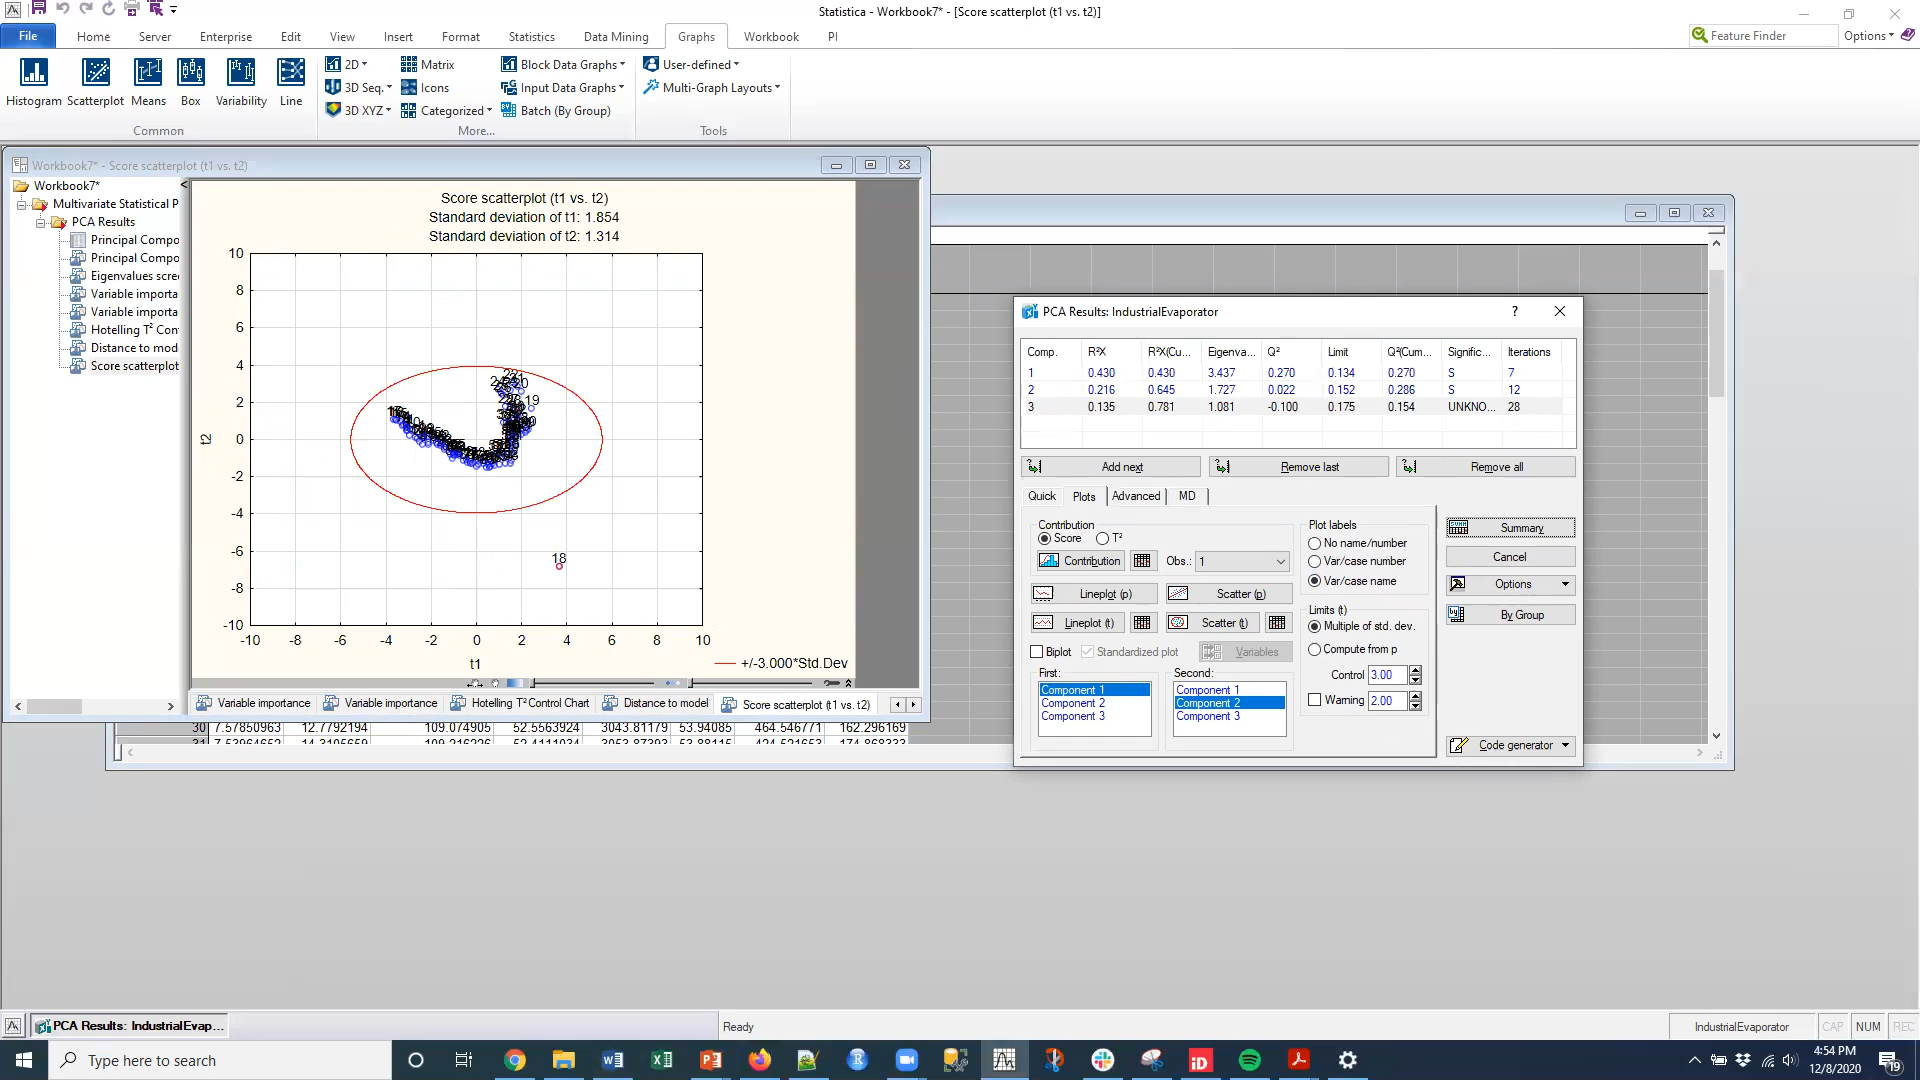 Statistica - Workbook7* - [Score scatterplot (t1 vs. t2)]
File Home Server Enterprise Edit View Insert Format Statistics Data Mining Graphs Workbook PI
Feature Finder
Options
Histogram Scatterplot Means Box Variability Line
Common
2D
3D Seq.
3D XYZ
Matrix
Icons
Categorized
Block Data Graphs
Input Data Graphs
Batch (By Group)
More...
User-defined
Multi-Graph Layouts
Tools
Workbook7* - Score scatterplot (t1 vs. t2)
Workbook7*
Multivariate Statistical P
PCA Results
Principal Compo
Principal Compo
Eigenvalues scre
Variable importa
Variable importa
Hotelling T² Con
Distance to mod
Score scatterplot
Score scatterplot (t1 vs. t2)
Standard deviation of t1: 1.854
Standard deviation of t2: 1.314
10
8
6
4
2
0
-2
-4
-6
-8
-10
t2
19
18
-10 -8 -6 -4 -2 0 2 4 6 8 10
t1
+/-3.000*Std.Dev
Variable importance Variable importance Hotelling T² Control Chart Distance to model Score scatterplot (t1 vs. t2)
30 7.57850963 12.7792194 109.074905 52.5563924 3043.81179 53.94085 464.546771 162.296169
PCA Results: IndustrialEvaporator
?
Comp. R²X R²X(Cu... Eigenva... Q² Limit Q²(Cum... Signific... Iterations
1 0.430 0.430 3.437 0.270 0.134 0.270 S 7
2 0.216 0.645 1.727 0.022 0.152 0.286 S 12
3 0.135 0.781 1.081 -0.100 0.175 0.154 UNKNO... 28
Add next Remove last Remove all
Quick Plots Advanced MD
Contribution
Score T²
Contribution Obs.: 1
Lineplot (p) Scatter (p)
Lineplot (t) Scatter (t)
Biplot Standardized plot Variables
First: Second:
Component 1 Component 1
Component 2 Component 2
Component 3 Component 3
Plot labels
No name/number
Var/case number
Var/case name
Limits (t)
Multiple of std. dev.
Compute from p
Control 3.00
Warning 2.00
Summary
Cancel
Options
By Group
Code generator
PCA Results: IndustrialEvap...
Ready
IndustrialEvaporator
CAP NUM REC
Type here to search
4:54 PM
12/8/2020
19